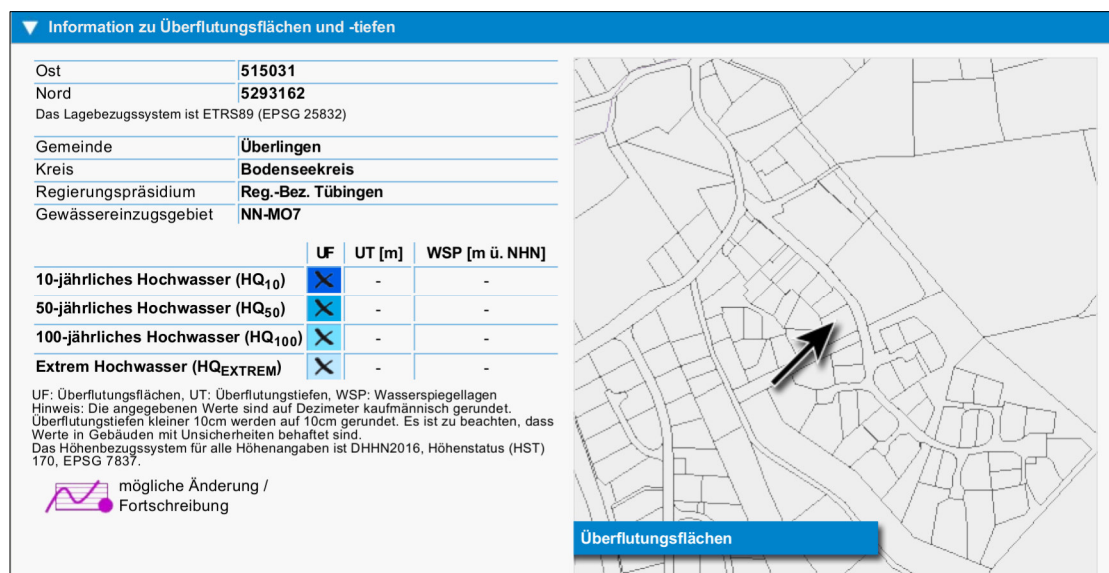 Information zu Überflutungsflächen und -tiefen
Ost 515031
Nord 5293162
Das Lagebezugssystem ist ETRS89 (EPSG 25832)
Gemeinde Überlingen
Kreis Bodenseekreis
Regierungspräsidium Reg.-Bez. Tübingen
Gewässereinzugsgebiet NN-MO7
UF UT [m] WSP [m ü. NHN]
10-jährliches Hochwasser (HQ10) - -
50-jährliches Hochwasser (HQ50) - -
100-jährliches Hochwasser (HQ100) - -
Extrem Hochwasser (HQEXTREM) - -
UF: Überflutungsflächen, UT: Überflutungstiefen, WSP: Wasserspiegellagen
Hinweis: Die angegebenen Werte sind auf Dezimeter kaufmännisch gerundet.
Überflutungstiefen kleiner 10cm werden auf 10cm gerundet. Es ist zu beachten, dass
Werte in Gebäuden mit Unsicherheiten behaftet sind.
Das Höhenbezugssystem für alle Höhenangaben ist DHHN2016, Höhenstatus (HST)
170, EPSG 7837.
mögliche Änderung /
Fortschreibung
Überflutungsflächen